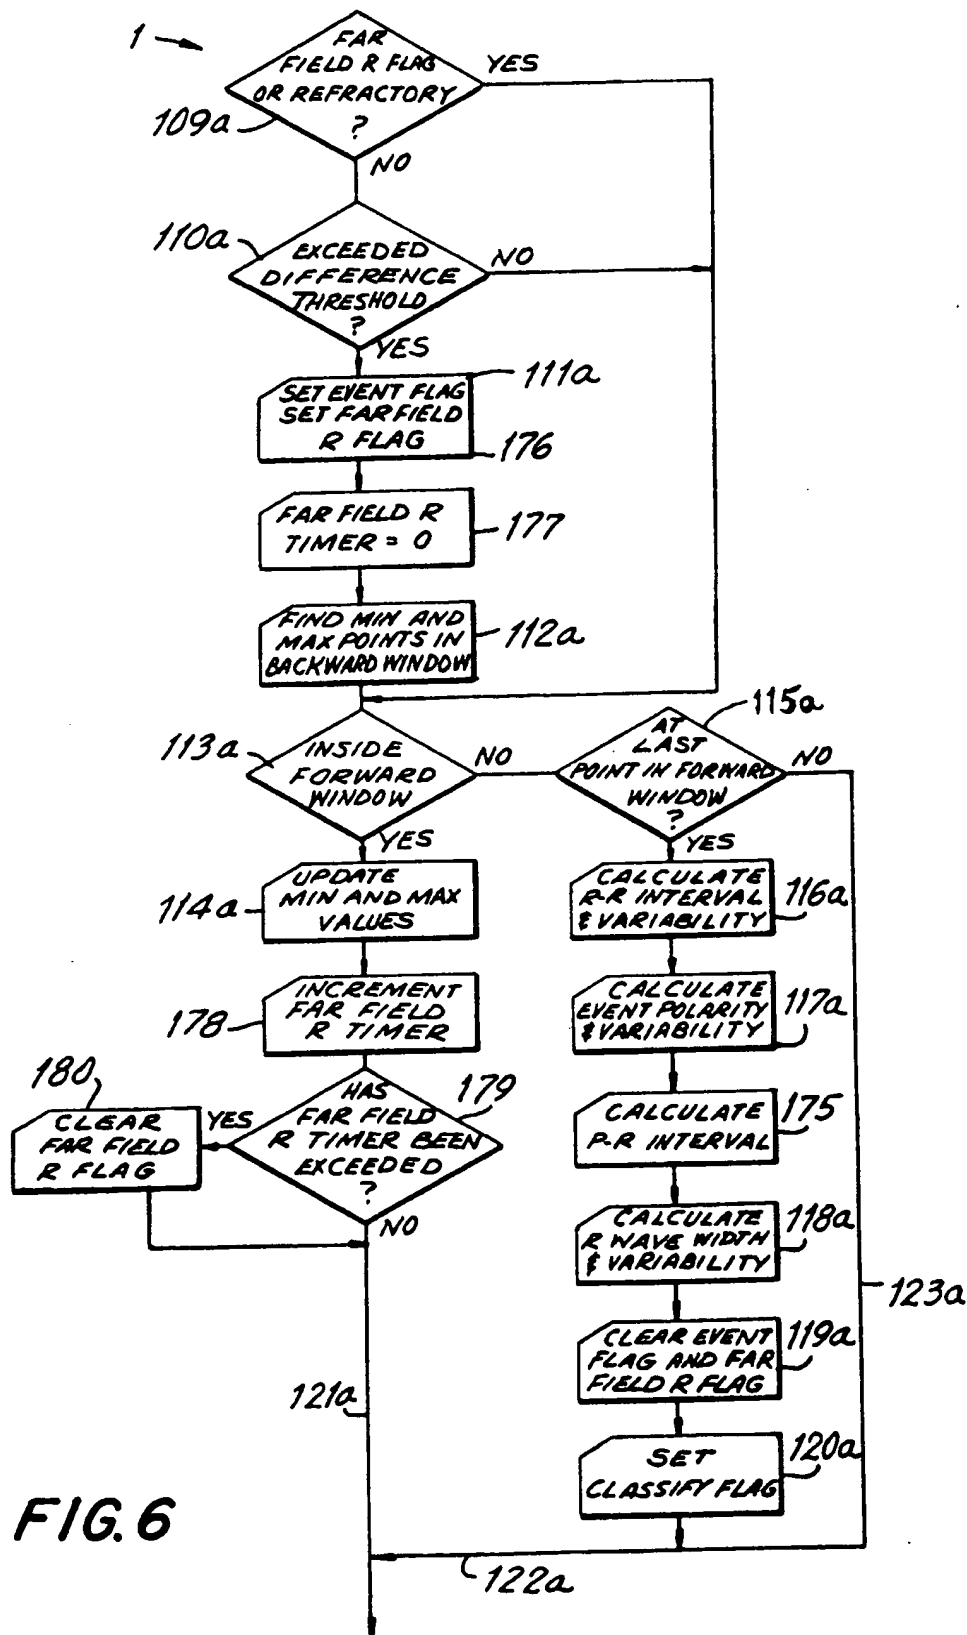 1
FAR
FIELD R FLAG
OR REFRACTORY
?
YES
109a
NO
110a
EXCEEDED
DIFFERENCE
THRESHOLD
?
NO
YES
111a
SET EVENT FLAG
SET FAR FIELD
R FLAG
176
FAR FIELD R
TIMER = 0
177
FIND MIN AND
MAX POINTS IN
BACKWARD WINDOW
112a
113a
INSIDE
FORWARD
WINDOW
NO
YES
115a
AT
LAST
POINT IN FORWARD
WINDOW
?
NO
YES
114a
UPDATE
MIN AND MAX
VALUES
CALCULATE
R-R INTERVAL
& VARIABILITY
116a
178
INCREMENT
FAR FIELD
R TIMER
CALCULATE
EVENT POLARITY
& VARIABILITY
117a
180
CLEAR
FAR FIELD
R FLAG
YES
HAS
FAR FIELD
R TIMER BEEN
EXCEEDED
?
179
NO
CALCULATE
P-R INTERVAL
175
CALCULATE
R WAVE WIDTH
& VARIABILITY
118a
123a
CLEAR EVENT
FLAG AND FAR
FIELD R FLAG
119a
121a
SET
CLASSIFY FLAG
120a
FIG. 6
122a